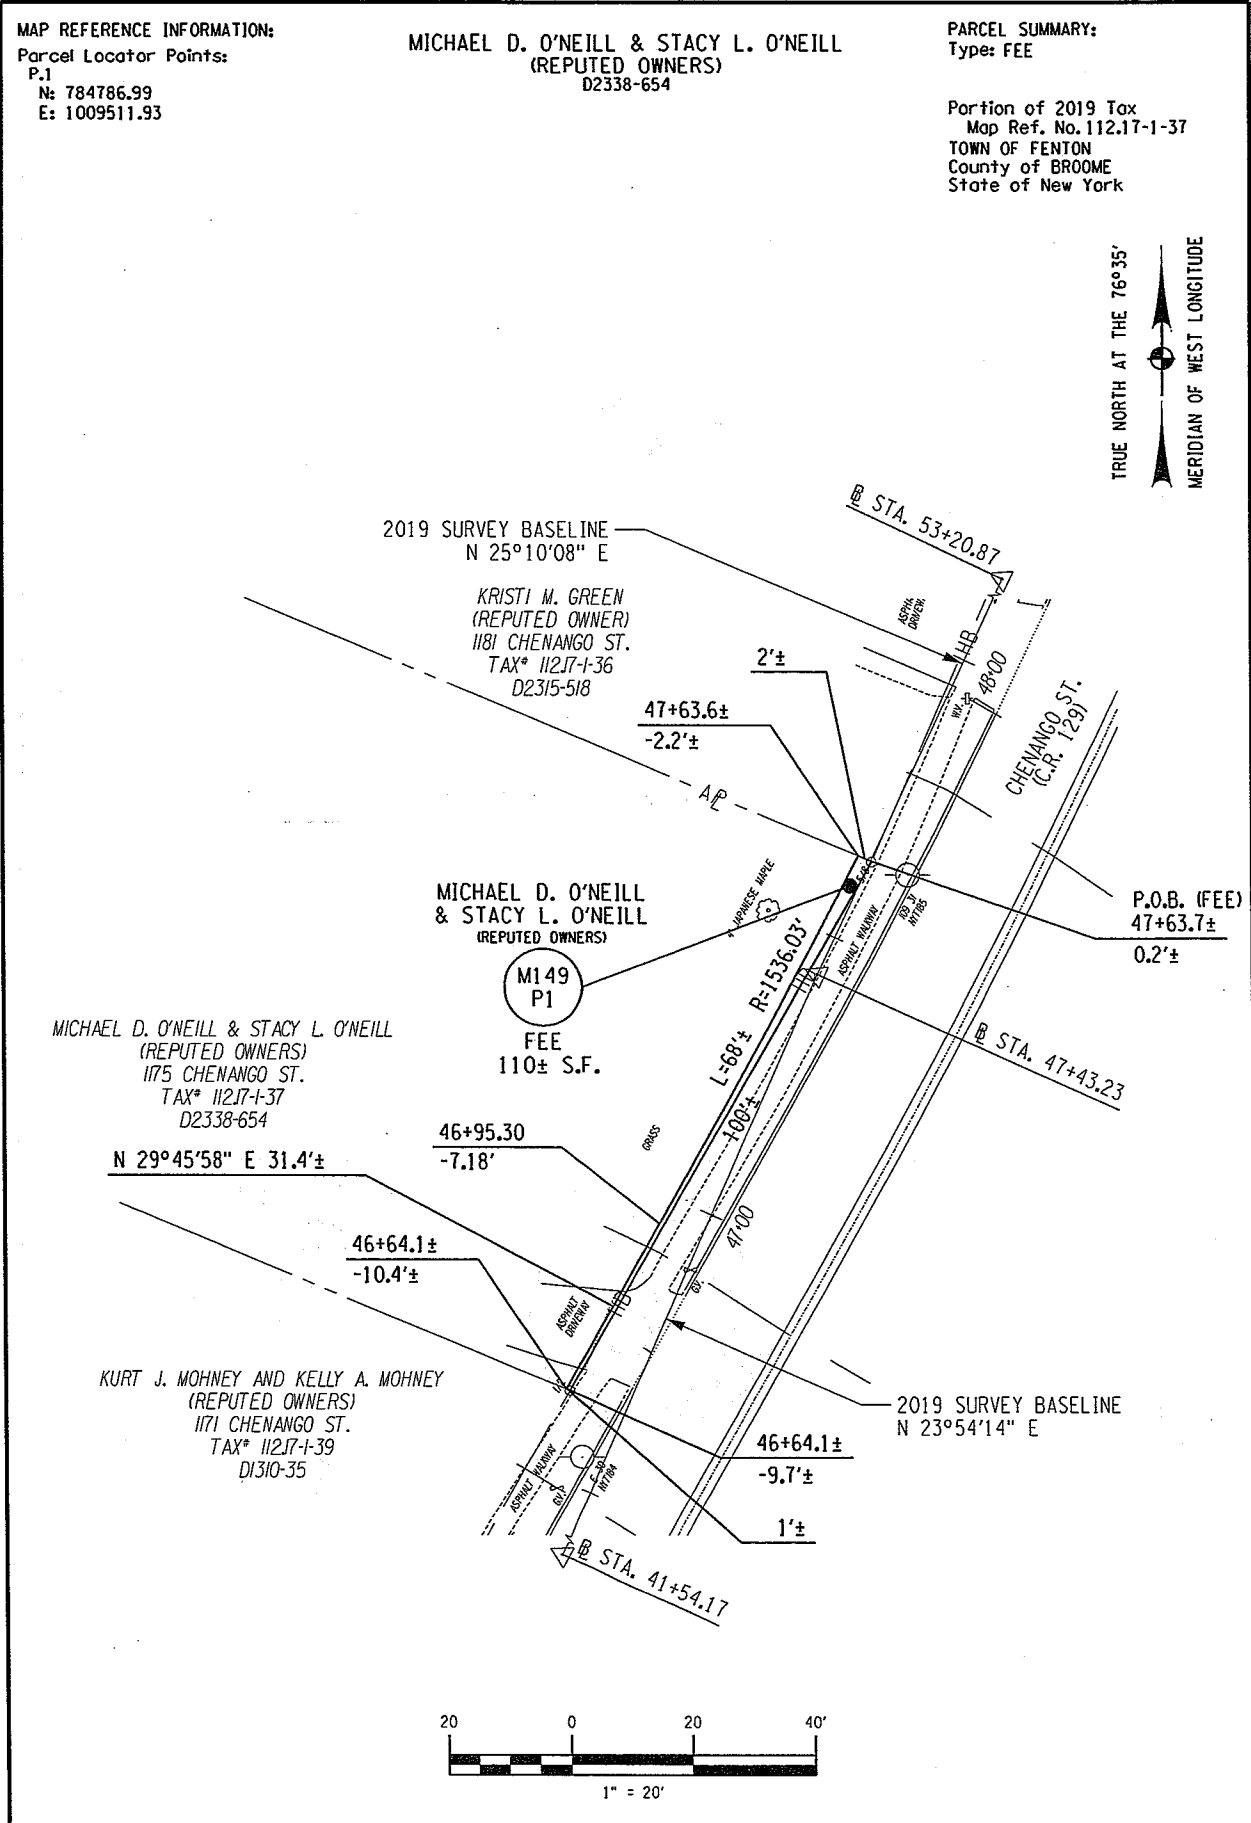 MAP REFERENCE INFORMATION:
Parcel Locator Points:
P.1
N: 784786.99
E: 1009511.93
MICHAEL D. O'NEILL & STACY L. O'NEILL
(REPUTED OWNERS)
D2338-654
PARCEL SUMMARY:
Type: FEE
Portion of 2019 Tax
Map Ref. No. 112.17-1-37
TOWN OF FENTON
County of BROOME
State of New York
TRUE NORTH AT THE 76°35'
MERIDIAN OF WEST LONGITUDE
BL STA. 53+20.87
2019 SURVEY BASELINE
N 25°10'08" E
KRISTI M. GREEN
(REPUTED OWNER)
1181 CHENANGO ST.
TAX# 112.17-1-36
D2315-518
HB
48+00
W.V.
2'±
47+63.6±
-2.2'±
CHENANGO ST.
(C.R. 129)
APL
JAPANESE MAPLE
MICHAEL D. O'NEILL
& STACY L. O'NEILL
(REPUTED OWNERS)
M149
P1
FEE
110± S.F.
ASPHALT WALKWAY
P.O.B. (FEE)
47+63.7±
0.2'±
R=1536.03'
L=68'±
100'±
BL STA. 47+43.23
MICHAEL D. O'NEILL & STACY L. O'NEILL
(REPUTED OWNERS)
1175 CHENANGO ST.
TAX# 112.17-1-37
D2338-654
GRASS
46+95.30
-7.18'
N 29°45'58" E 31.4'±
47+00
46+64.1±
-10.4'±
G.V.
HB
ASPHALT
DRIVEWAY
KURT J. MOHNEY AND KELLY A. MOHNEY
(REPUTED OWNERS)
1171 CHENANGO ST.
TAX# 112.17-1-39
D1310-35
2019 SURVEY BASELINE
N 23°54'14" E
46+64.1±
-9.7'±
ASPHALT WALKWAY
G.V.
1'±
BL STA. 41+54.17
20 0 20 40'
1" = 20'